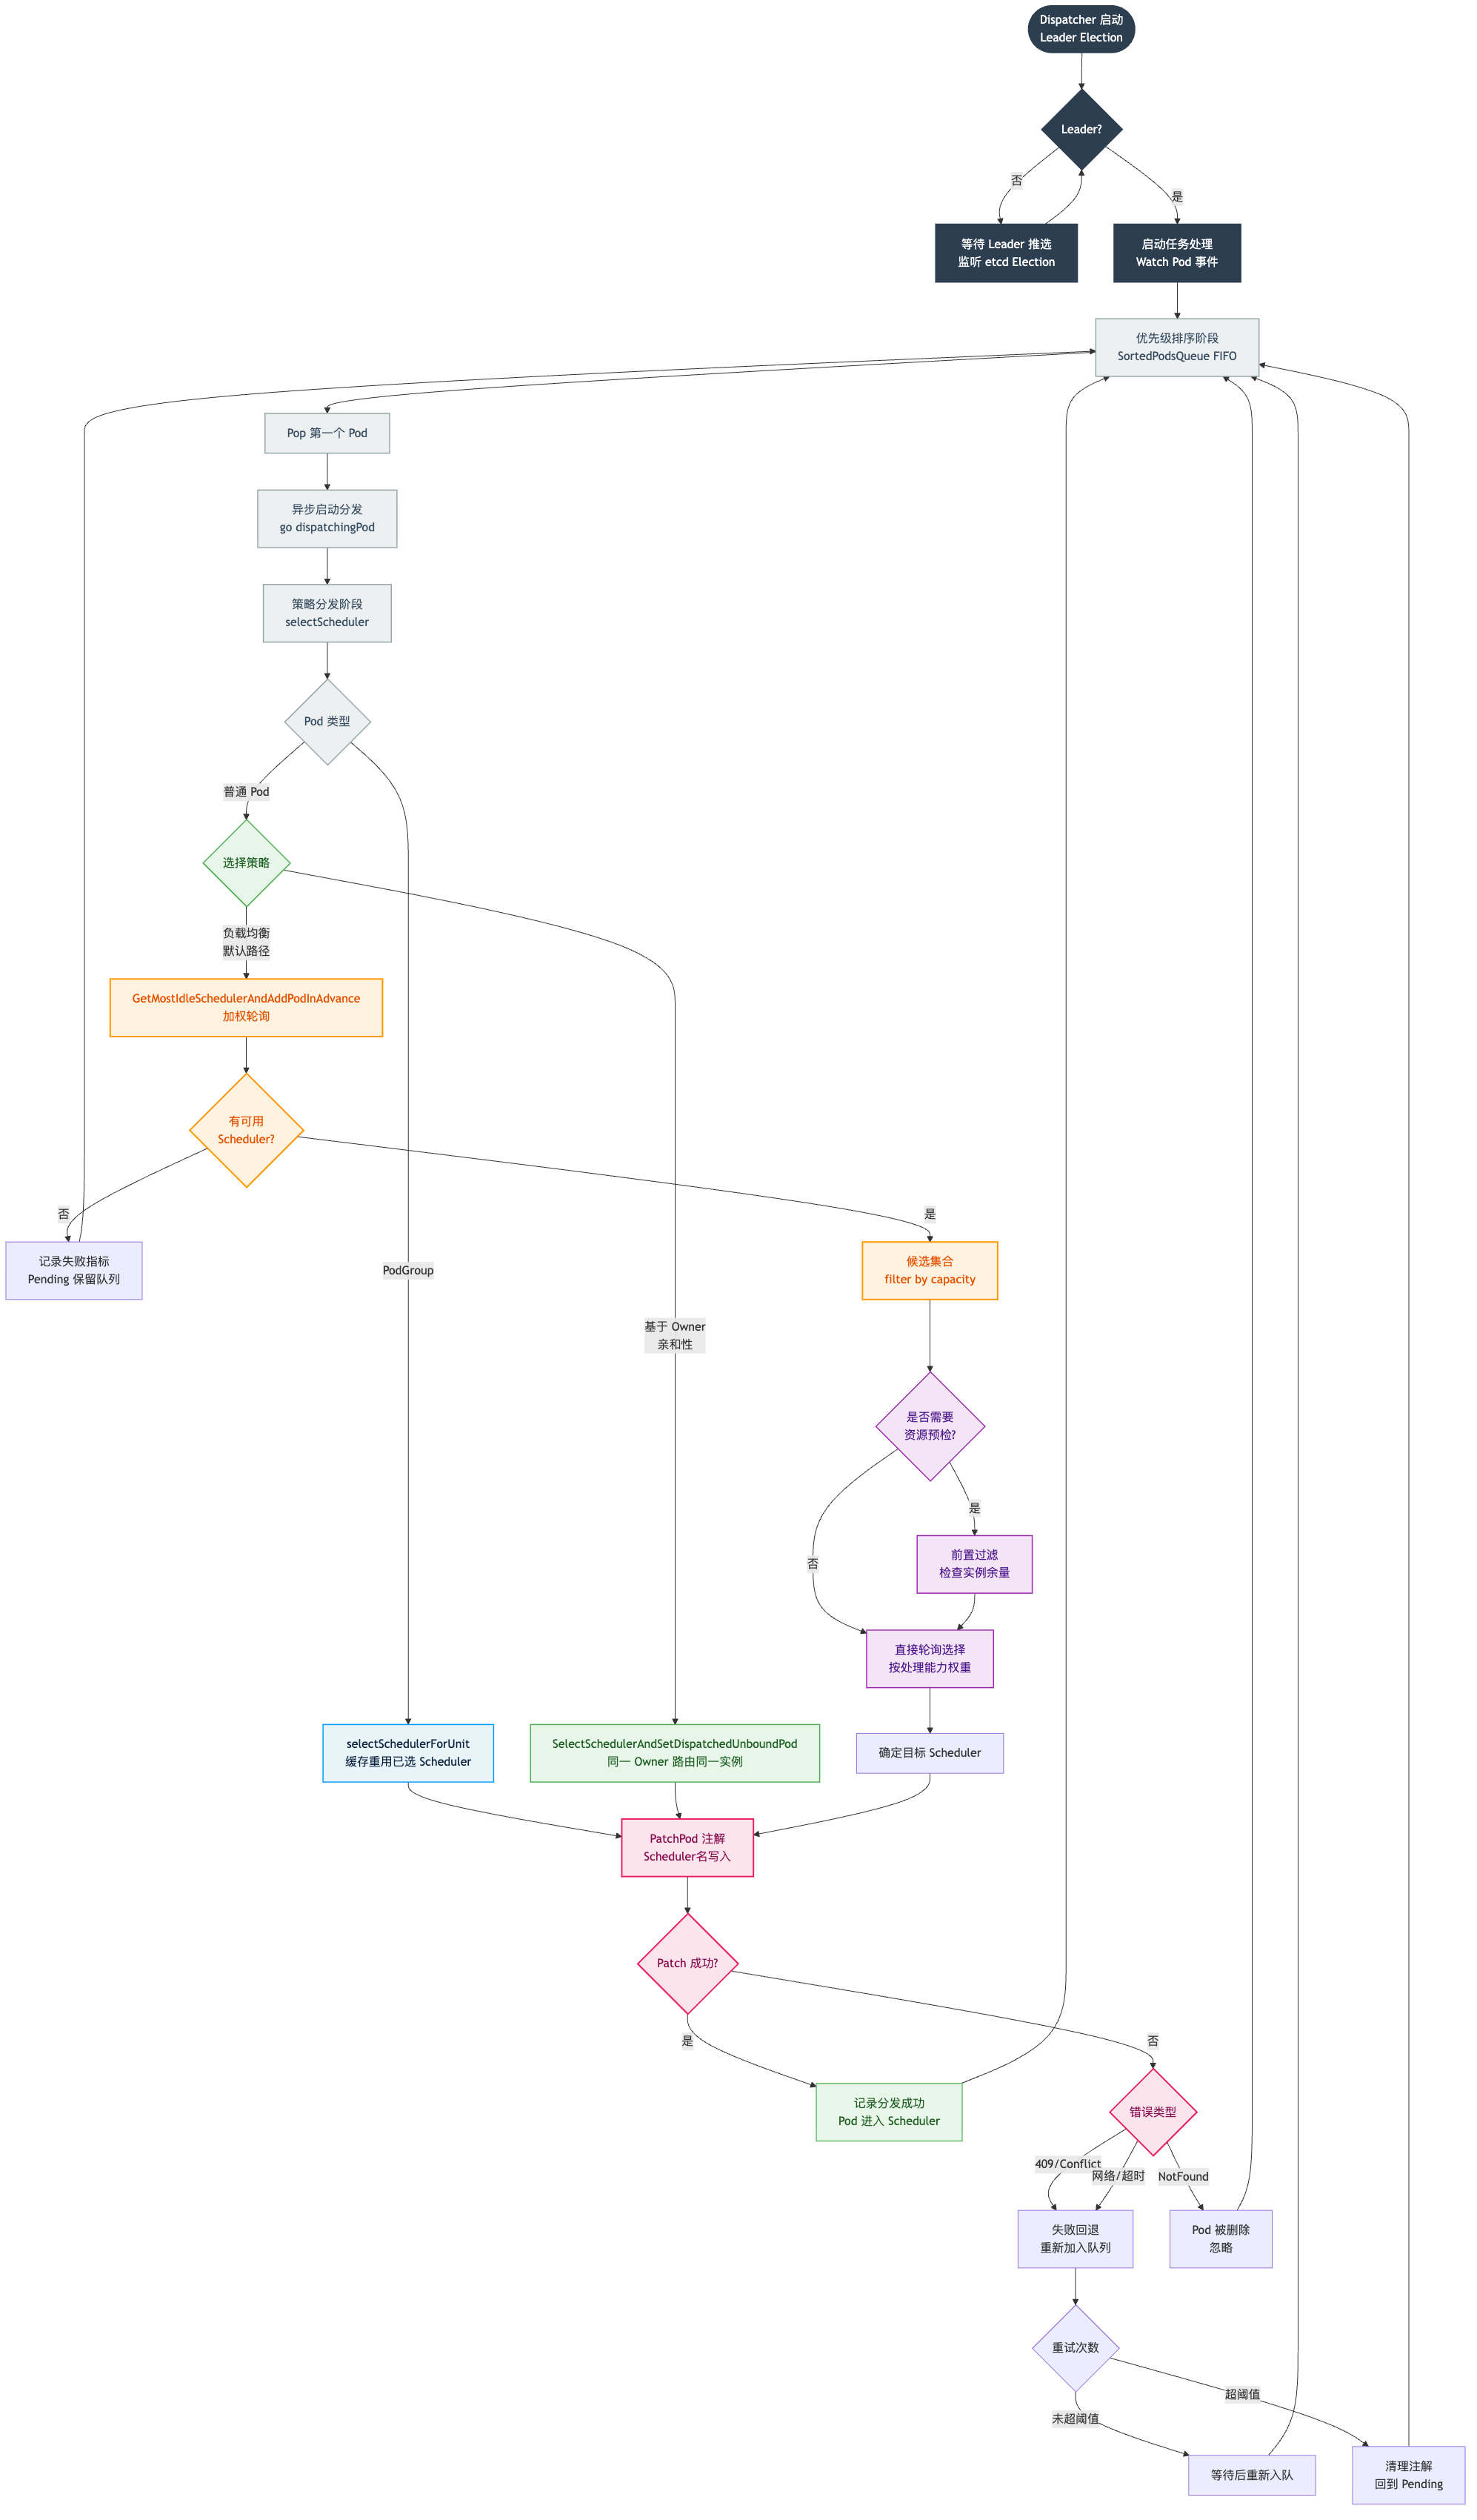 Dispatcher 启动
Leader Election
Leader?
否
是
等待 Leader 推选
监听 etcd Election
启动任务处理
Watch Pod 事件
优先级排序阶段
SortedPodsQueue FIFO
Pop 第一个 Pod
异步启动分发
go dispatchingPod
策略分发阶段
selectScheduler
Pod 类型
普通 Pod
选择策略
负载均衡
默认路径
GetMostIdleSchedulerAndAddPodInAdvance
加权轮询
有可用
Scheduler?
否
是
记录失败指标
Pending 保留队列
PodGroup
候选集合
filter by capacity
基于 Owner
亲和性
是否需要
资源预检?
是
否
前置过滤
检查实例余量
直接轮询选择
按处理能力权重
selectSchedulerForUnit
缓存重用已选 Scheduler
SelectSchedulerAndSetDispatchedUnboundPod
同一 Owner 路由同一实例
确定目标 Scheduler
PatchPod 注解
Scheduler名写入
Patch 成功?
是
否
记录分发成功
Pod 进入 Scheduler
错误类型
409/Conflict
网络/超时
NotFound
失败回退
重新加入队列
Pod 被删除
忽略
重试次数
超阈值
未超阈值
等待后重新入队
清理注解
回到 Pending